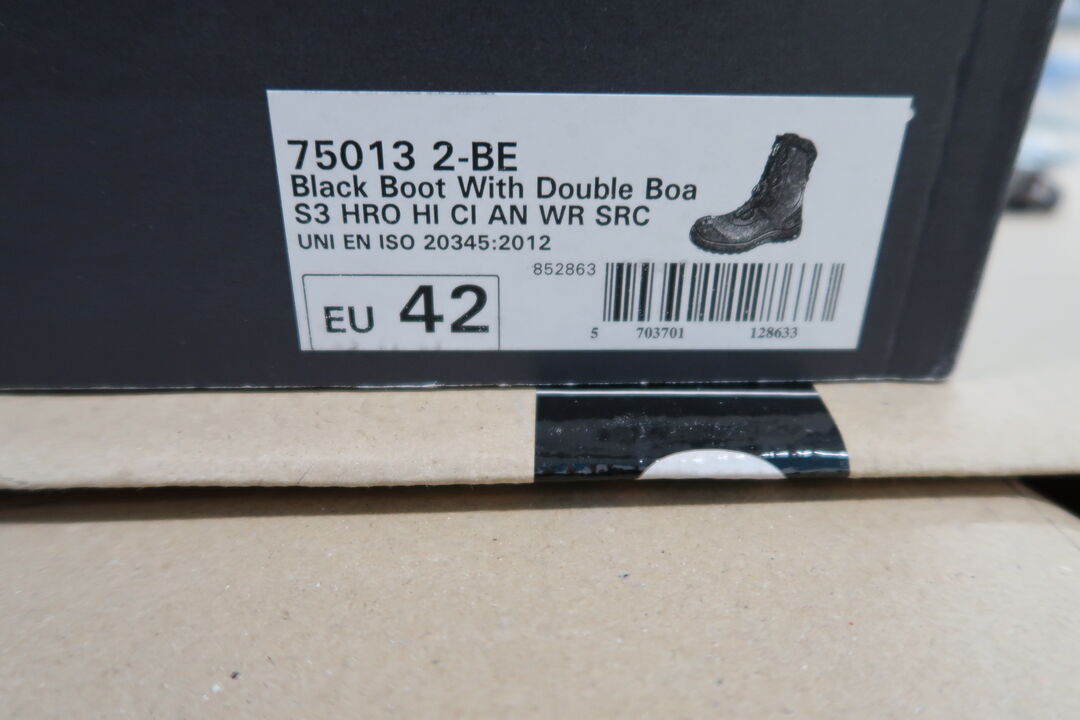 75013 2-BE
Black Boot With Double Boa
S3 HRO HI CI AN WR SRC
UNI EN ISO 20345:2012
852863
EU 42
5 703701 128633